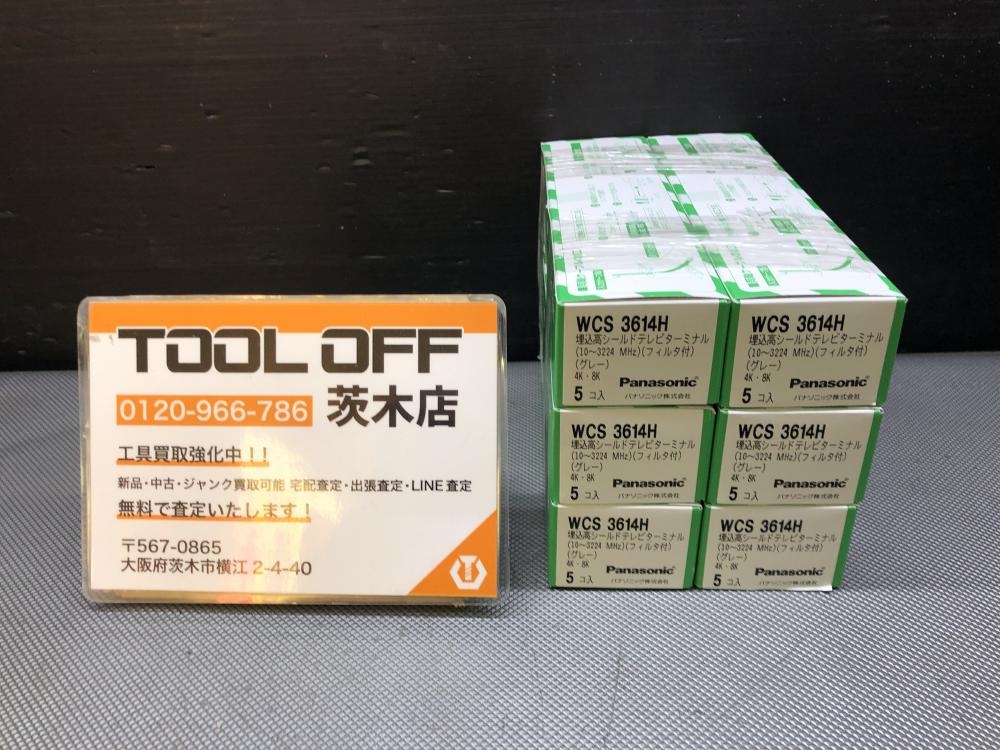 TOOL OFF
0120-966-786 茨木店
工具買取強化中!!
新品・中古・ジャンク買取可能 宅配査定・出張査定・LINE査定
無料で査定いたします!
〒567-0865
大阪府茨木市横江 2-4-40
WCS 3614H
埋込高シールドテレビターミナル
(10～3224 MHz)(フィルタ付)
(グレー)
4K・8K
Panasonic
5 コ入 パナソニック株式会社
WCS 3614H
埋込高シールドテレビターミナル
(10～3224 MHz)(フィルタ付)
(グレー)
4K・8K
Panasonic
5 コ入 パナソニック株式会社
WCS 3614H
埋込高シールドテレビターミナル
(10～3224 MHz)(フィルタ付)
(グレー)
4K・8K
Panasonic
5 コ入 パナソニック株式会社
WCS 3614H
埋込高シールドテレビターミナル
(10～3224 MHz)(フィルタ付)
(グレー)
4K・8K
Panasonic
5 コ入 パナソニック株式会社
WCS 3614H
埋込高シールドテレビターミナル
(10～3224 MHz)(フィルタ付)
(グレー)
4K・8K
Panasonic
5 コ入 パナソニック株式会社
WCS 3614H
埋込高シールドテレビターミナル
(10～3224 MHz)(フィルタ付)
(グレー)
4K・8K
Panasonic
5 コ入 パナソニック株式会社